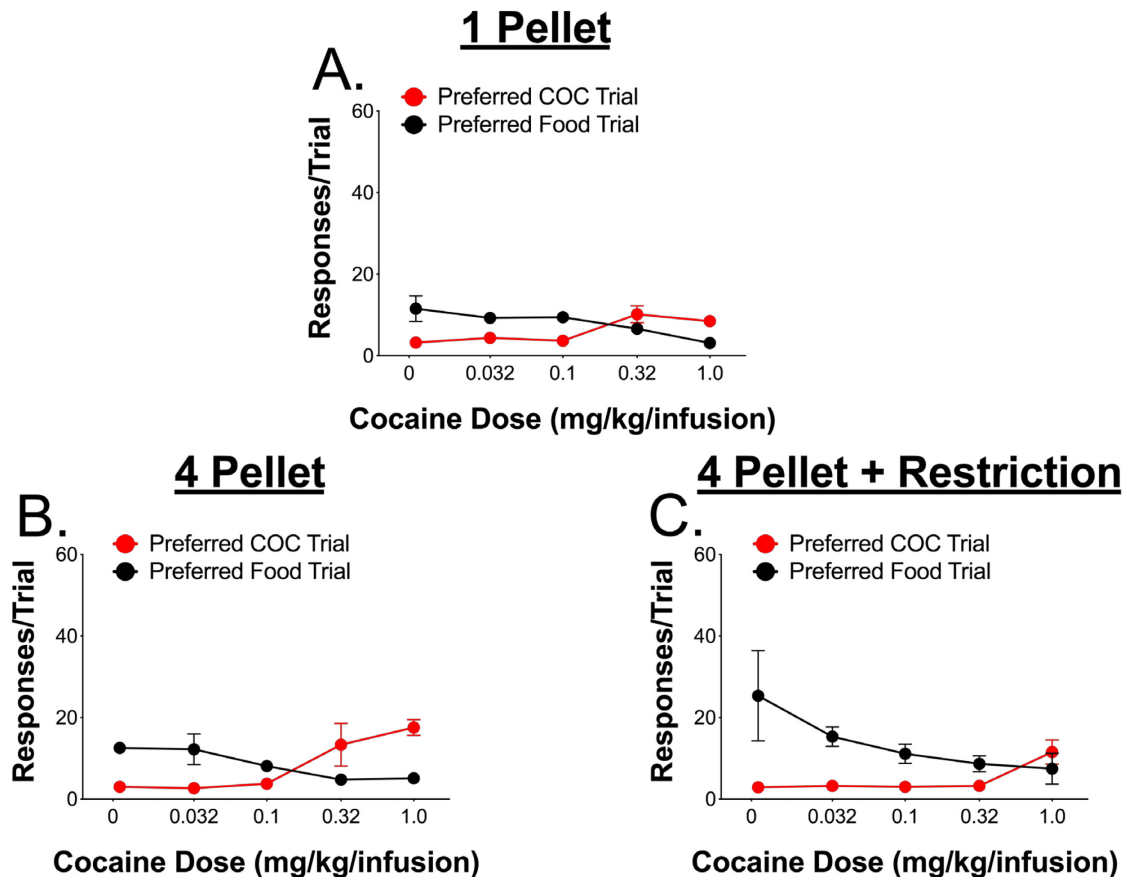 1 Pellet
A.
Preferred COC Trial
Preferred Food Trial
Responses/Trial
60
40
20
0
0 0.032 0.1 0.32 1.0
Cocaine Dose (mg/kg/infusion)
4 Pellet
B.
Preferred COC Trial
Preferred Food Trial
Responses/Trial
60
40
20
0
0 0.032 0.1 0.32 1.0
Cocaine Dose (mg/kg/infusion)
4 Pellet + Restriction
C.
Preferred COC Trial
Preferred Food Trial
Responses/Trial
60
40
20
0
0 0.032 0.1 0.32 1.0
Cocaine Dose (mg/kg/infusion)